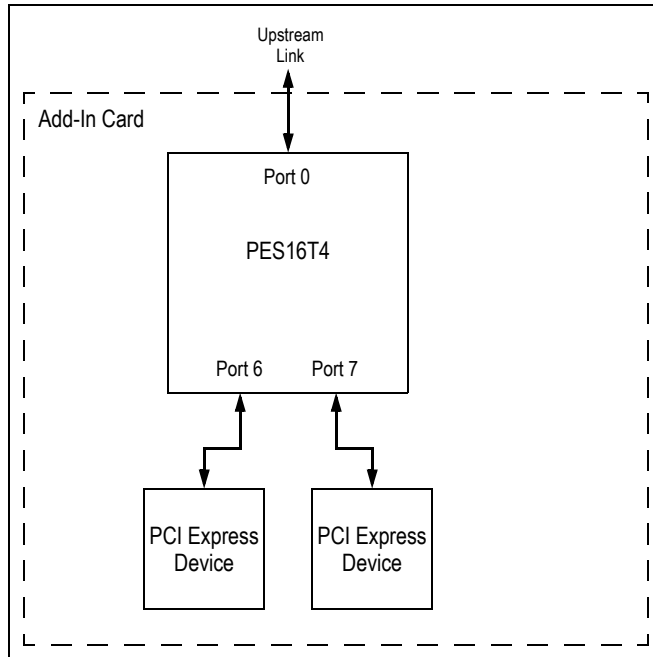 Upstream
Link
Add-In Card
Port 0
PES16T4
Port 6
Port 7
PCI Express
Device
PCI Express
Device